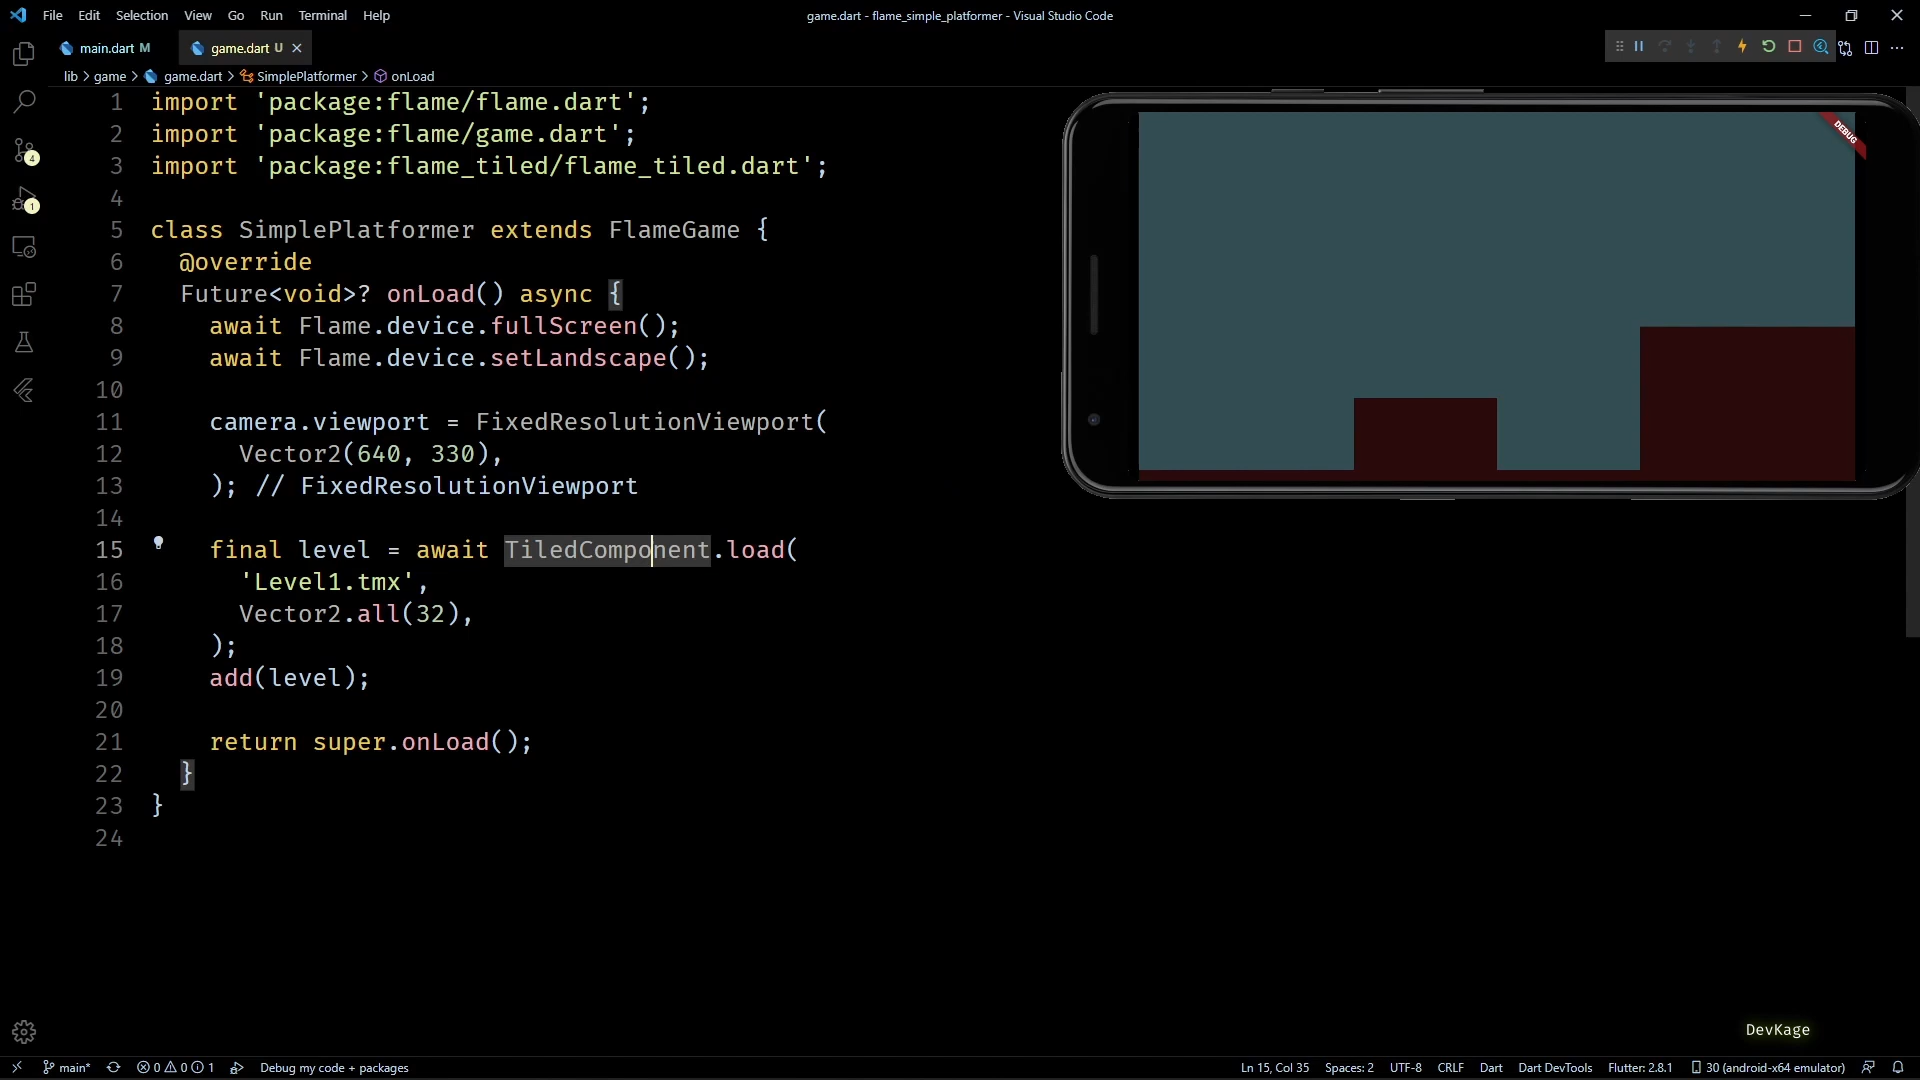 File Edit Selection View Go Run Terminal Help
game.dart - flame_simple_platformer - Visual Studio Code
main.dart M
game.dart U
lib > game > game.dart > SimplePlatformer > onLoad
1 import 'package:flame/flame.dart';
2 import 'package:flame/game.dart';
3 import 'package:flame_tiled/flame_tiled.dart';
4
5 class SimplePlatformer extends FlameGame {
6 @override
7 Future<void>? onLoad() async {
8 await Flame.device.fullScreen();
9 await Flame.device.setLandscape();
10
11 camera.viewport = FixedResolutionViewport(
12 Vector2(640, 330),
13 ); // FixedResolutionViewport
14
15 final level = await TiledComponent.load(
16 'Level1.tmx',
17 Vector2.all(32),
18 );
19 add(level);
20
21 return super.onLoad();
22 }
23 }
24
4
1
DEBUG
DevKage
main* 0 0 1 Debug my code + packages
Ln 15, Col 35 Spaces: 2 UTF-8 CRLF Dart Dart DevTools Flutter: 2.8.1 30 (android-x64 emulator)